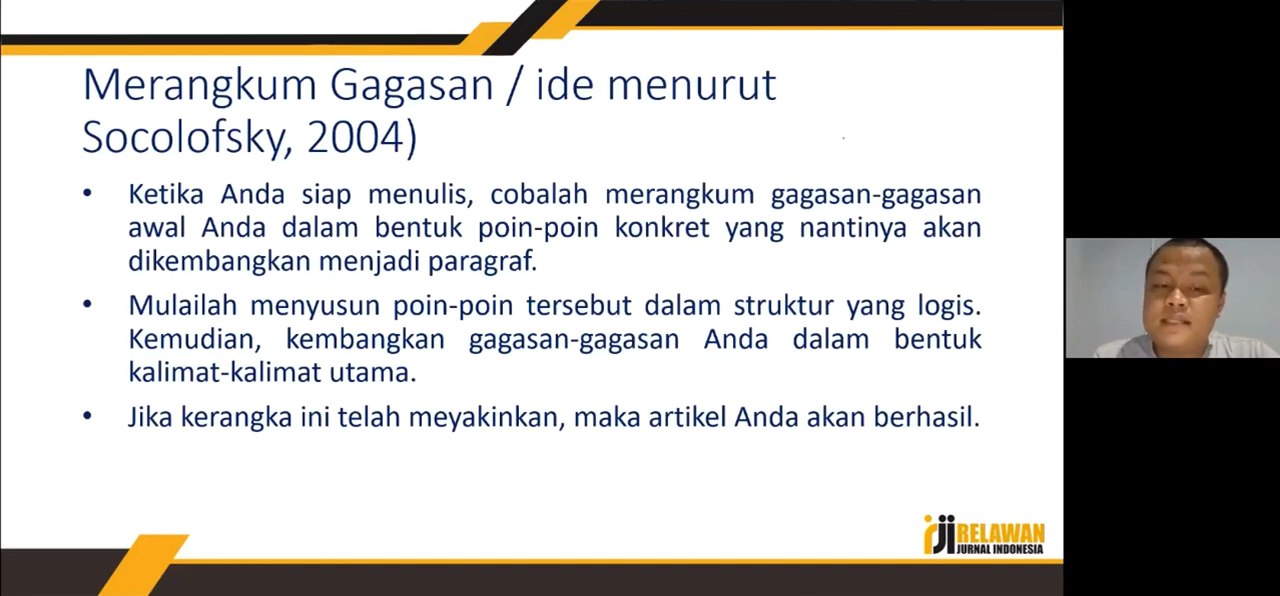 Merangkum Gagasan / ide menurut
Socolofsky, 2004)
• Ketika Anda siap menulis, cobalah merangkum gagasan-gagasan
awal Anda dalam bentuk poin-poin konkret yang nantinya akan
dikembangkan menjadi paragraf.
• Mulailah menyusun poin-poin tersebut dalam struktur yang logis.
Kemudian, kembangkan gagasan-gagasan Anda dalam bentuk
kalimat-kalimat utama.
• Jika kerangka ini telah meyakinkan, maka artikel Anda akan berhasil.
rji RELAWAN
JURNAL INDONESIA